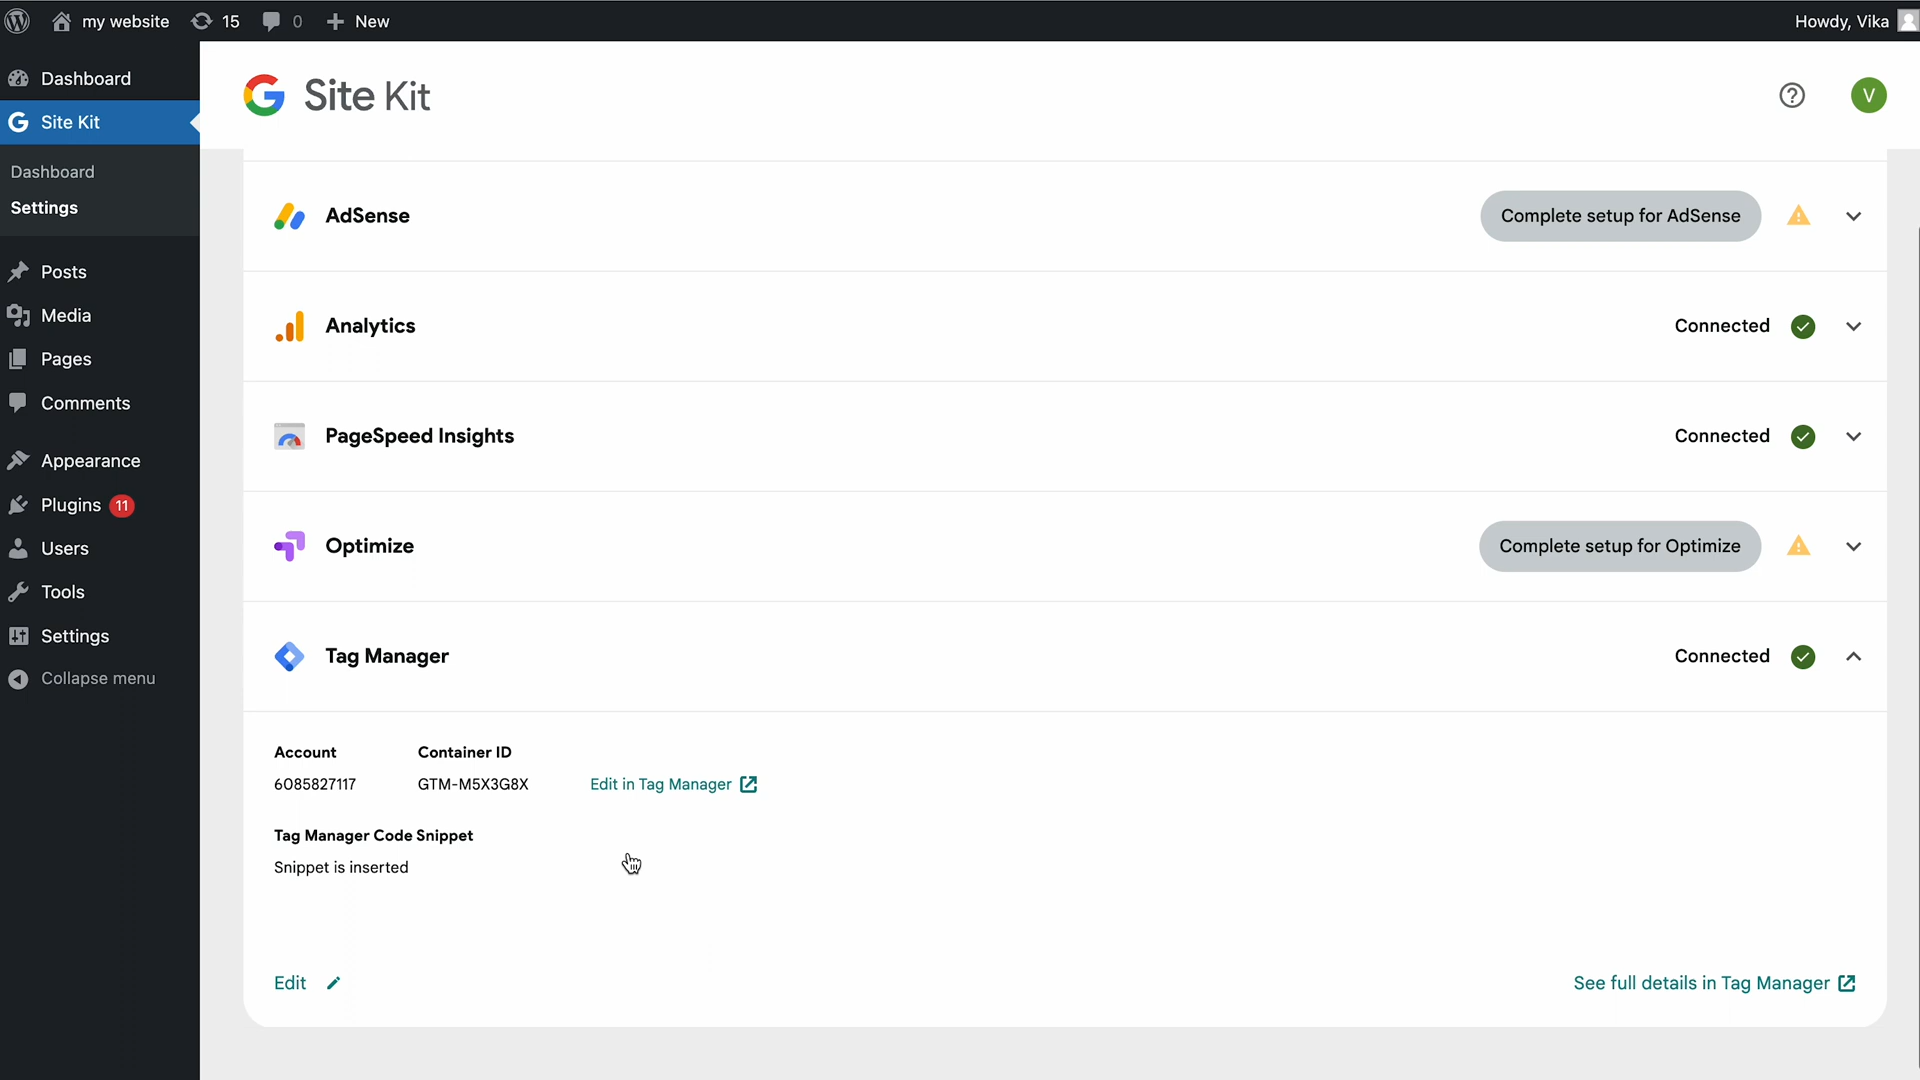 my website 15 0 New Howdy, Vika
Dashboard
Site Kit
Dashboard
Settings
Posts
Media
Pages
Comments
Appearance
Plugins 11
Users
Tools
Settings
Collapse menu
Site Kit
V
AdSense Complete setup for AdSense
Analytics Connected
PageSpeed Insights Connected
Optimize Complete setup for Optimize
Tag Manager Connected
Account Container ID
6085827117 GTM-M5X3G8X Edit in Tag Manager
Tag Manager Code Snippet
Snippet is inserted
Edit See full details in Tag Manager